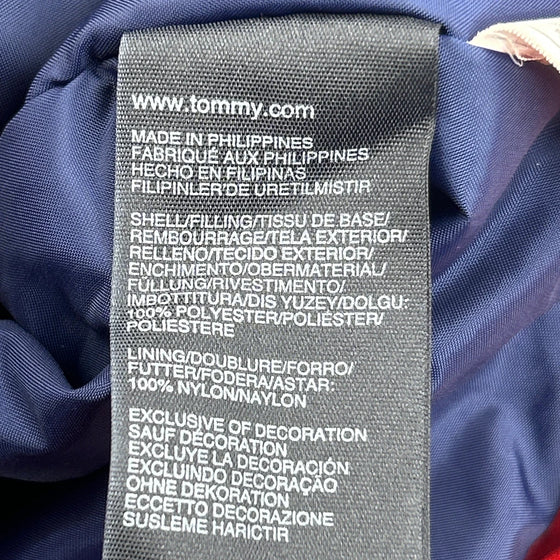 www.tommy.com
MADE IN PHILIPPINES
FABRIQUÉ AUX PHILIPPINES
HECHO EN FILIPINAS
FILIPINLER'DE URETILMISTIR
SHELL/FILLING/TISSU DE BASE/
REMBOURRAGE/TELA EXTERIOR/
RELLENO/TECIDO EXTERIOR/
ENCHIMENTO/OBERMATERIAL/
FÜLLUNG/RIVESTIMENTO/
IMBOTTITURA/DIS YUZEY/DOLGU:
100% POLYESTER/POLIÉSTER/
POLIESTERE
LINING/DOUBLURE/FORRO/
FUTTER/FODERA/ASTAR:
100% NYLON/NAYLON
EXCLUSIVE OF DECORATION
SAUF DÉCORATION
EXCLUYE LA DECORACIÓN
EXCLUINDO DECORAÇÃO
OHNE DEKORATION
ECCETTO DECORAZIONE
SUSLEME HARICTIR